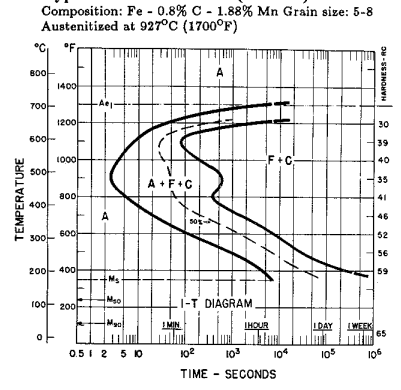 Composition: Fe - 0.8% C - 1.88% Mn Grain size: 5-8
Austenitized at 927°C (1700°F)
°C °F
HARDNESS - RC
TEMPERATURE
800
700
600
500
400
300
200
100
0
1400
1200
1000
800
600
400
200
Ae₁
A
A
A + F + C
F + C
50%
Ms
M50
M90
I-T DIAGRAM
30
39
40
35
41
46
52
56
59
65
1 MIN.
1 HOUR
1 DAY
1 WEEK
0.5 1 2 5 10 10² 10³ 10⁴ 10⁵ 10⁶
TIME - SECONDS